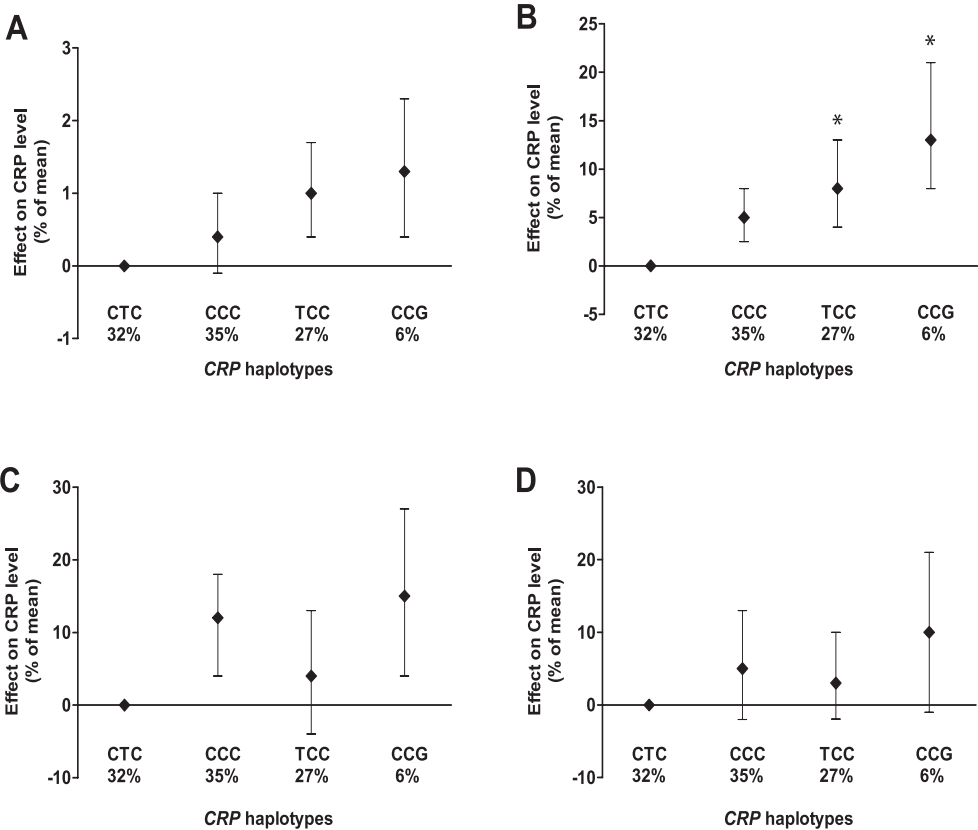 A
3
2
1
0
-1
Effect on CRP level
(% of mean)
CTC CCC TCC CCG
32% 35% 27% 6%
CRP haplotypes
B
25
20
15
10
5
0
-5
Effect on CRP level
(% of mean)
* *
CTC CCC TCC CCG
32% 35% 27% 6%
CRP haplotypes
C
30
20
10
0
-10
Effect on CRP level
(% of mean)
CTC CCC TCC CCG
32% 35% 27% 6%
CRP haplotypes
D
30
20
10
0
-10
Effect on CRP level
(% of mean)
CTC CCC TCC CCG
32% 35% 27% 6%
CRP haplotypes